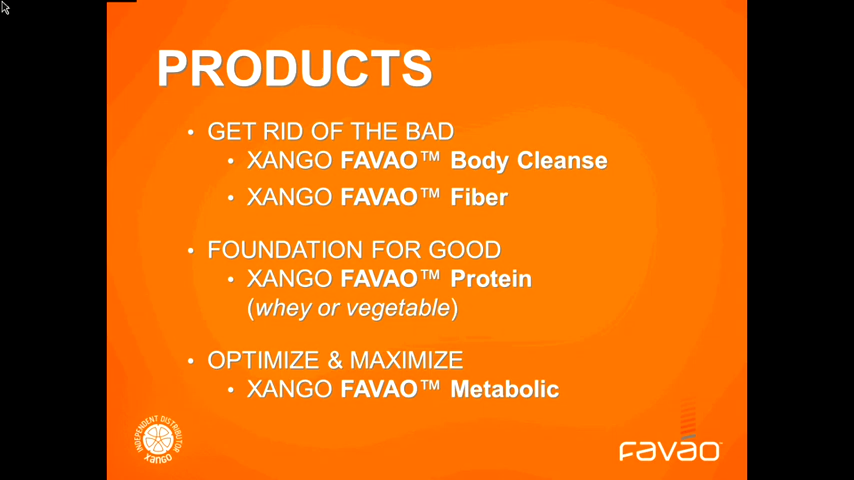 PRODUCTS
• GET RID OF THE BAD
• XANGO FAVAO™ Body Cleanse
• XANGO FAVAO™ Fiber
• FOUNDATION FOR GOOD
• XANGO FAVAO™ Protein
(whey or vegetable)
• OPTIMIZE & MAXIMIZE
• XANGO FAVAO™ Metabolic
INDEPENDENT DISTRIBUTOR
XANGO
FAVAO™